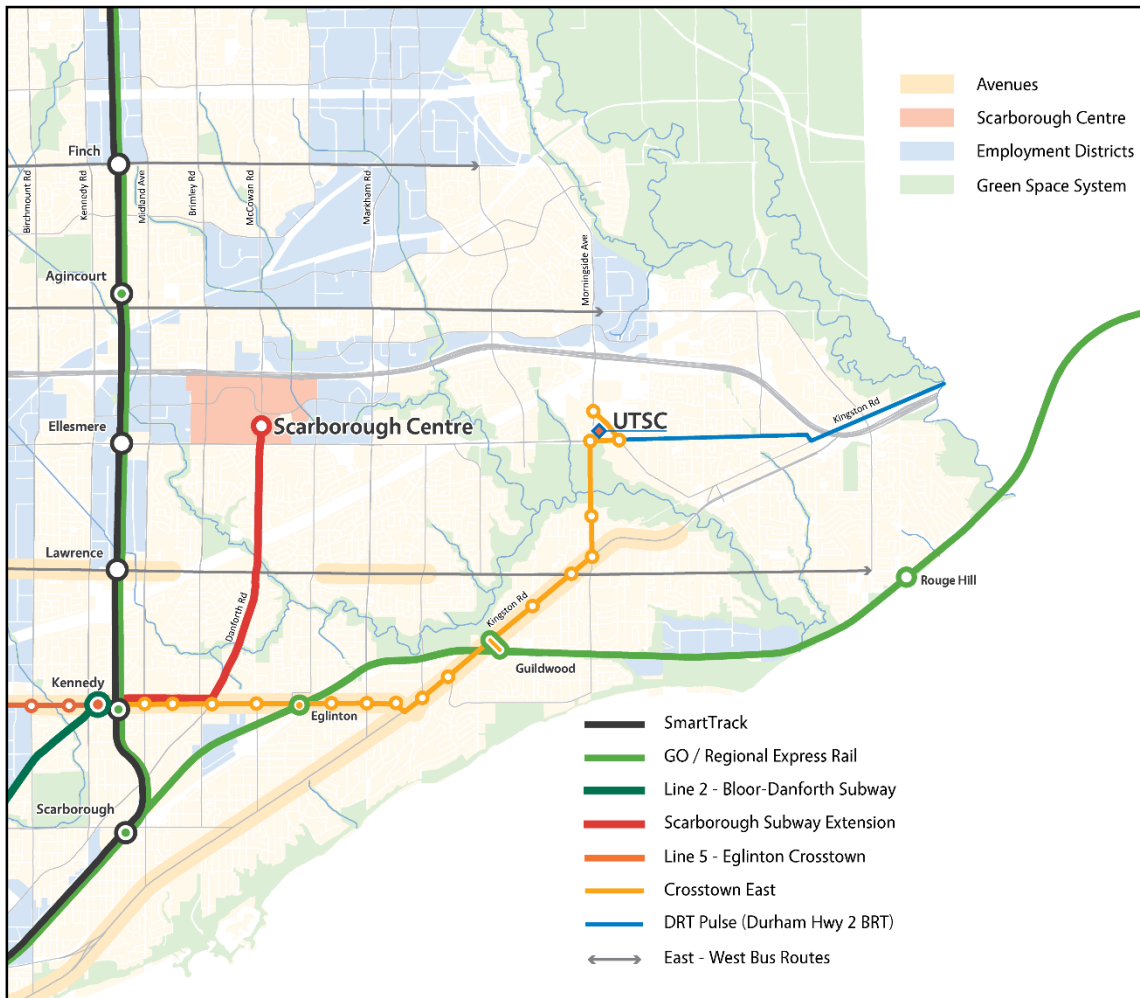 Avenues
Scarborough Centre
Employment Districts
Green Space System
Finch
Birchmount Rd
Kennedy Rd
Midland Ave
Brimley Rd
McCowan Rd
Markham Rd
Morningside Ave
Agincourt
Ellesmere
Scarborough Centre
UTSC
Kingston Rd
Lawrence
Danforth Rd
Kingston Rd
Rouge Hill
Guildwood
Kennedy
Eglinton
Scarborough
SmartTrack
GO / Regional Express Rail
Line 2 - Bloor-Danforth Subway
Scarborough Subway Extension
Line 5 - Eglinton Crosstown
Crosstown East
DRT Pulse (Durham Hwy 2 BRT)
East - West Bus Routes